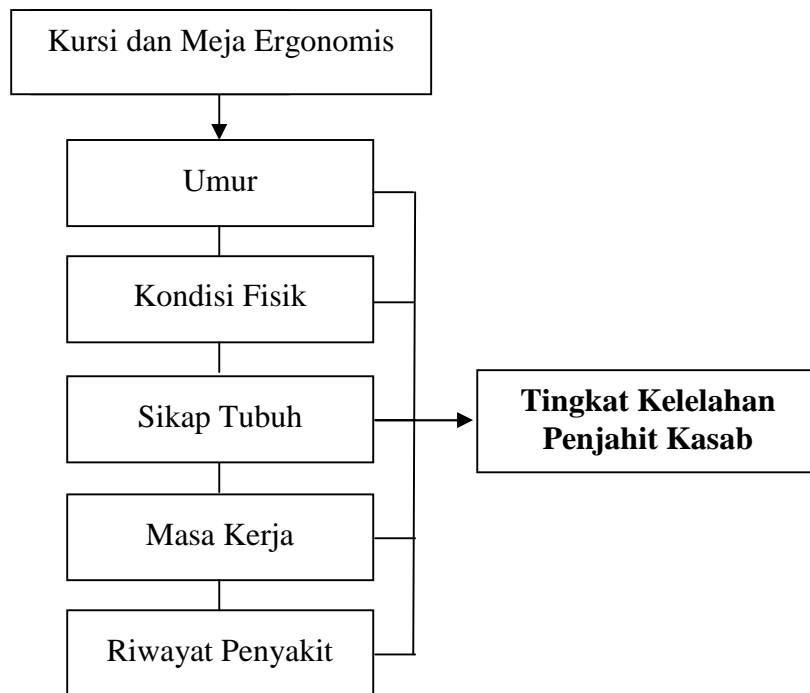 Kursi dan Meja Ergonomis
Umur
Kondisi Fisik
Sikap Tubuh
Masa Kerja
Riwayat Penyakit
Tingkat Kelelahan
Penjahit Kasab